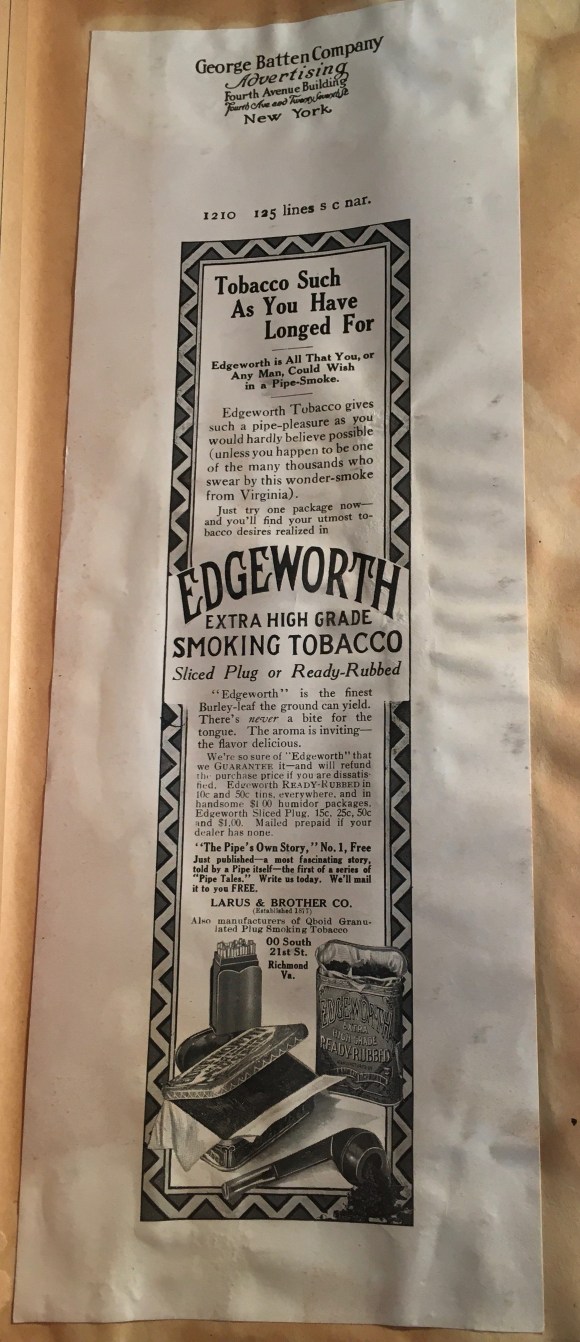 George Batten Company
Advertising
Fourth Avenue Building
Fourth Ave and Twenty Seventh St.
New York
1210 125 lines s c nar.
Tobacco Such
As You Have
Longed For
Edgeworth is All That You, or
Any Man, Could Wish
in a Pipe-Smoke.
Edgeworth Tobacco gives
such a pipe-pleasure as you
would hardly believe possible
(unless you happen to be one
of the many thousands who
swear by this wonder-smoke
from Virginia).
Just try one package now—
and you'll find your utmost to-
bacco desires realized in
EDGEWORTH
EXTRA HIGH GRADE
SMOKING TOBACCO
Sliced Plug or Ready-Rubbed
"Edgeworth" is the finest
Burley-leaf the ground can yield.
There's never a bite for the
tongue. The aroma is inviting—
the flavor delicious.
We're so sure of "Edgeworth" that
we GUARANTEE it—and will refund
the purchase price if you are dissatis-
fied. Edgeworth READY-RUBBED in
10c and 50c tins, everywhere, and in
handsome $1 00 humidor packages.
Edgeworth Sliced Plug, 15c, 25c, 50c
and $1.00. Mailed prepaid if your
dealer has none.
"The Pipe's Own Story," No. 1, Free
Just published—a most fascinating story,
told by a Pipe itself—the first of a series of
"Pipe Tales." Write us today. We'll mail
it to you FREE.
LARUS & BROTHER CO.
(Established 1877)
Also manufacturers of Qboid Granu-
lated Plug Smoking Tobacco
00 South
21st St.
Richmond
Va.
EDGEWORTH
EXTRA
HIGH GRADE
READY-RUBBED